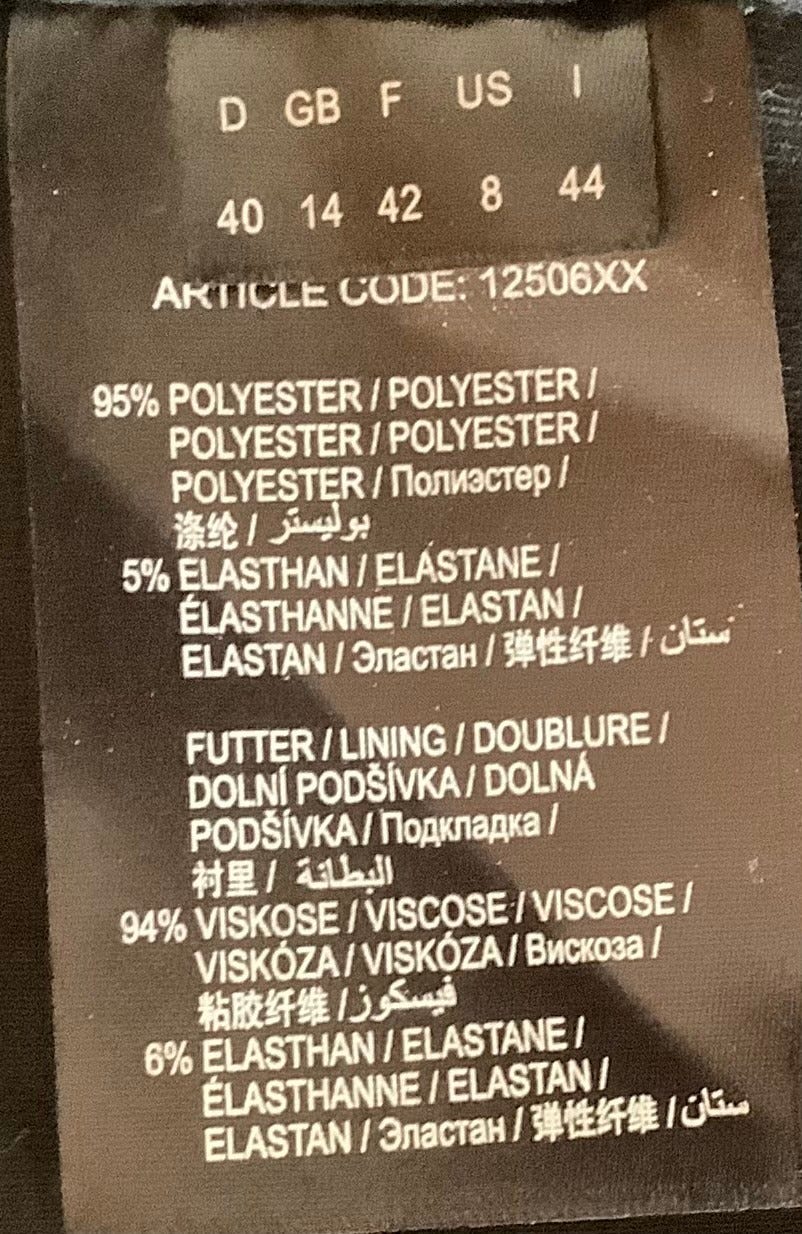 D GB F US I
40 14 42 8 44
ARTICLE CODE: 12506XX
95% POLYESTER / POLYESTER /
POLYESTER / POLYESTER /
POLYESTER / Полиэстер /
涤纶 / بوليستر
5% ELASTHAN / ELASTANE /
ÉLASTHANNE / ELASTAN /
ELASTAN / Эластан / 弹性纤维 / ستان
FUTTER / LINING / DOUBLURE /
DOLNÍ PODŠÍVKA / DOLNÁ
PODŠÍVKA / Подкладка /
衬里 / البطانة
94% VISKOSE / VISCOSE / VISCOSE /
VISKÓZA / VISKÓZA / Вискоза /
粘胶纤维 / فيسكوز
6% ELASTHAN / ELASTANE /
ÉLASTHANNE / ELASTAN /
ELASTAN / Эластан / 弹性纤维 / ستان